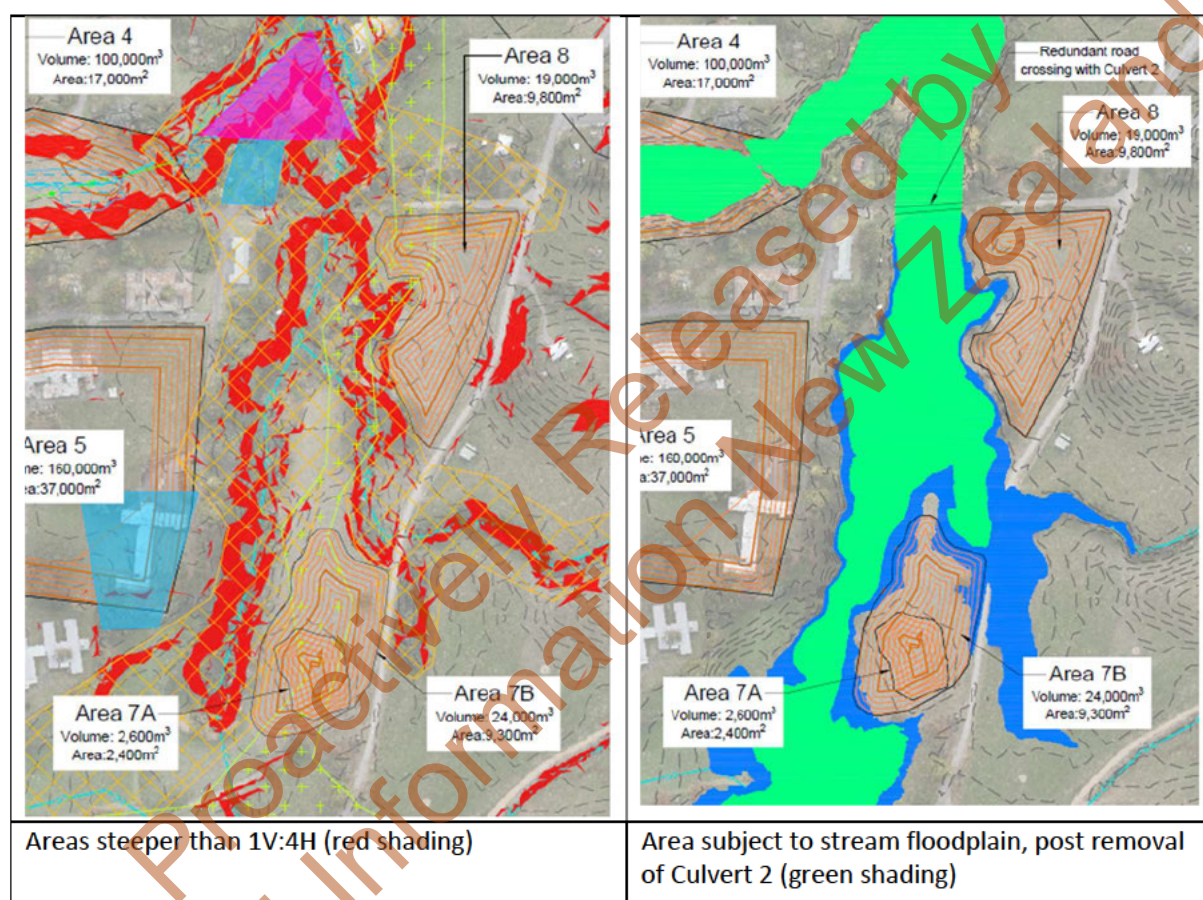 Area 4
Volume: 100,000m³
Area:17,000m²
Area 8
Volume: 19,000m³
Area:9,800m²
Area 5
me: 160,000m³
ea:37,000m²
Area 7A
Volume: 2,600m³
Area:2,400m²
Area 7B
Volume: 24,000m³
Area:9,300m²
Area 4
Volume: 100,000m³
Area:17,000m²
Redundant road
crossing with Culvert 2
Area 8
Volume: 19,000m³
Area:9,800m²
Area 5
me: 160,000m³
a:37,000m²
Area 7A
Volume: 2,600m³
Area:2,400m²
Area 7B
Volume: 24,000m³
Area:9,300m²
Areas steeper than 1V:4H (red shading)
Area subject to stream floodplain, post removal
of Culvert 2 (green shading)
Proactively Released by
Information New Zealand